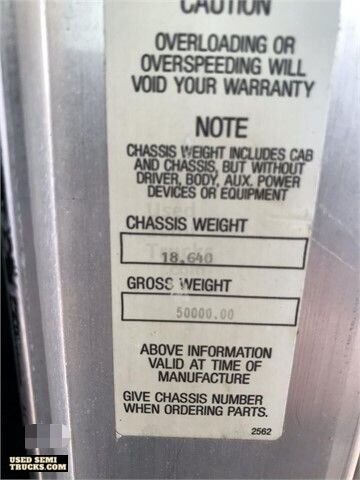 CAUTION
OVERLOADING OR
OVERSPEEDING WILL
VOID YOUR WARRANTY
NOTE
CHASSIS WEIGHT INCLUDES CAB
AND CHASSIS, BUT WITHOUT
DRIVER, BODY, AUX. POWER
DEVICES OR EQUIPMENT
CHASSIS WEIGHT
18,640
GROSS WEIGHT
50000.00
ABOVE INFORMATION
VALID AT TIME OF
MANUFACTURE
GIVE CHASSIS NUMBER
WHEN ORDERING PARTS.
2562
USED SEMI
TRUCKS.COM